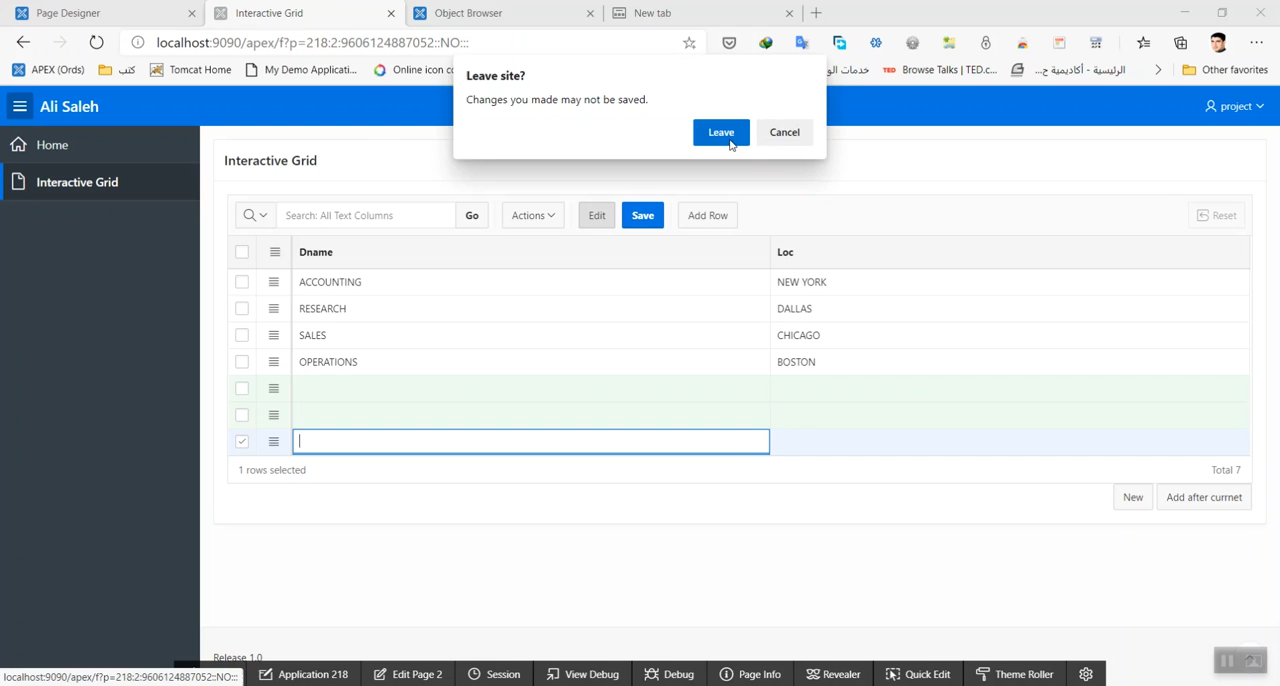 Page Designer
Interactive Grid
Object Browser
New tab
localhost:9090/apex/f?p=218:2:9606124887052::NO:::
APEX (Ords)
كتب
Tomcat Home
My Demo Applicati...
Online icon co
خدمات الو
TED Browse Talks | TED.c...
الرئيسية - أكاديمية ح...
Other favorites
Leave site?
Changes you made may not be saved.
Leave
Cancel
Ali Saleh
project
Home
Interactive Grid
Interactive Grid
Search: All Text Columns
Go
Actions
Edit
Save
Add Row
Reset
Dname Loc
ACCOUNTING NEW YORK
RESEARCH DALLAS
SALES CHICAGO
OPERATIONS BOSTON
1 rows selected
Total 7
New
Add after currnet
Release 1.0
localhost:9090/apex/f?p=218:2:9606124887052::NO:::
Application 218
Edit Page 2
Session
View Debug
Debug
Page Info
Revealer
Quick Edit
Theme Roller